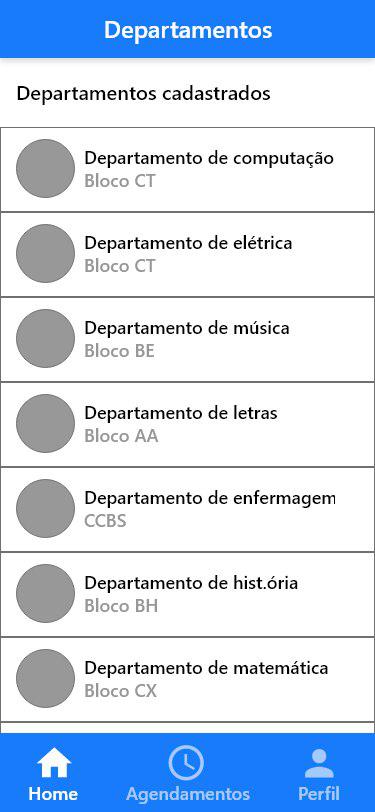 Departamentos
Departamentos cadastrados
Departamento de computação
Bloco CT
Departamento de elétrica
Bloco CT
Departamento de música
Bloco BE
Departamento de letras
Bloco AA
Departamento de enfermagem
CCBS
Departamento de hist.ória
Bloco BH
Departamento de matemática
Bloco CX
Home Agendamentos Perfil